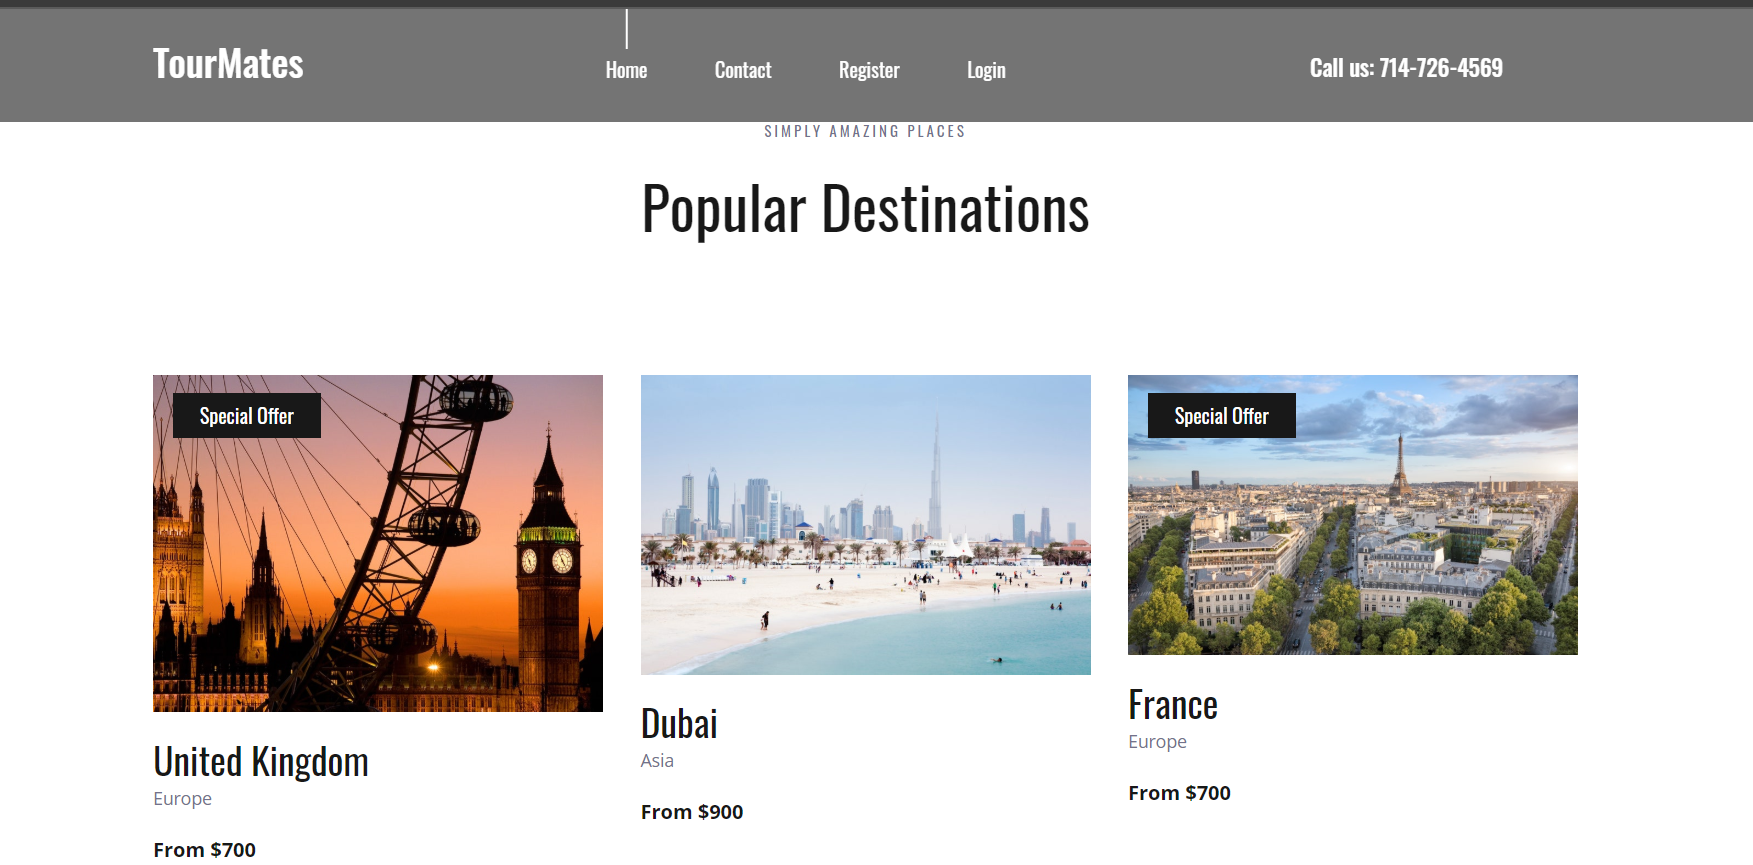 TourMates
Home
Contact
Register
Login
Call us: 714-726-4569
SIMPLY AMAZING PLACES
Popular Destinations
Special Offer
United Kingdom
Europe
From $700
Dubai
Asia
From $900
Special Offer
France
Europe
From $700